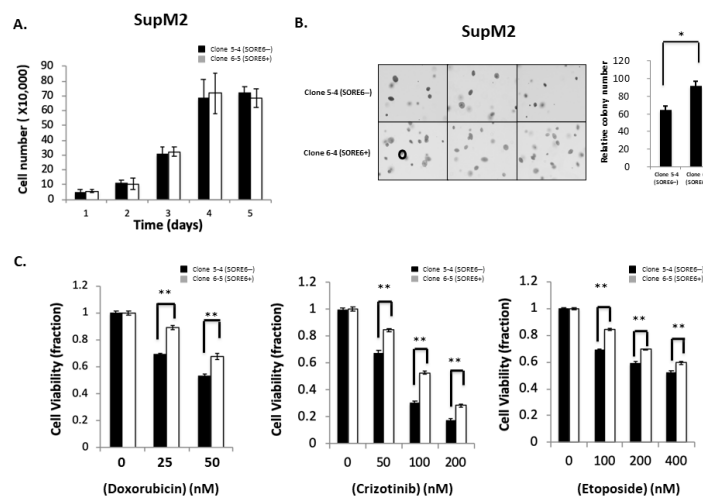 A.
SupM2
Clone 5-4 (SORE6—)
Clone 6-5 (SORE6+)
Cell number ( X10,000)
90
80
70
60
50
40
30
20
10
0
1 2 3 4 5
Time (days)
B.
SupM2
Clone 5-4 (SORE6—)
Clone 6-4 (SORE6+)
Relative colony number
120
100
80
60
40
20
0
*
Clone 5-4
(SORE6—)
Clone
(SORE6
C.
Clone 5-4 (SORE6—)
Clone 6-5 (SORE6+)
Cell Viability (fraction)
1.2
1
0.8
0.6
0.4
0.2
0
** **
0 25 50
(Doxorubicin) (nM)
Clone 5-4 (SORE6—)
Clone 6-5 (SORE6+)
Cell Viability (fraction)
1.2
1
0.8
0.6
0.4
0.2
0
** ** **
0 50 100 200
(Crizotinib) (nM)
Clone 5-4 (SORE6—)
Clone 6-5 (SORE6+)
Cell Viability (fraction)
1.2
1
0.8
0.6
0.4
0.2
0
** ** **
0 100 200 400
(Etoposide) (nM)